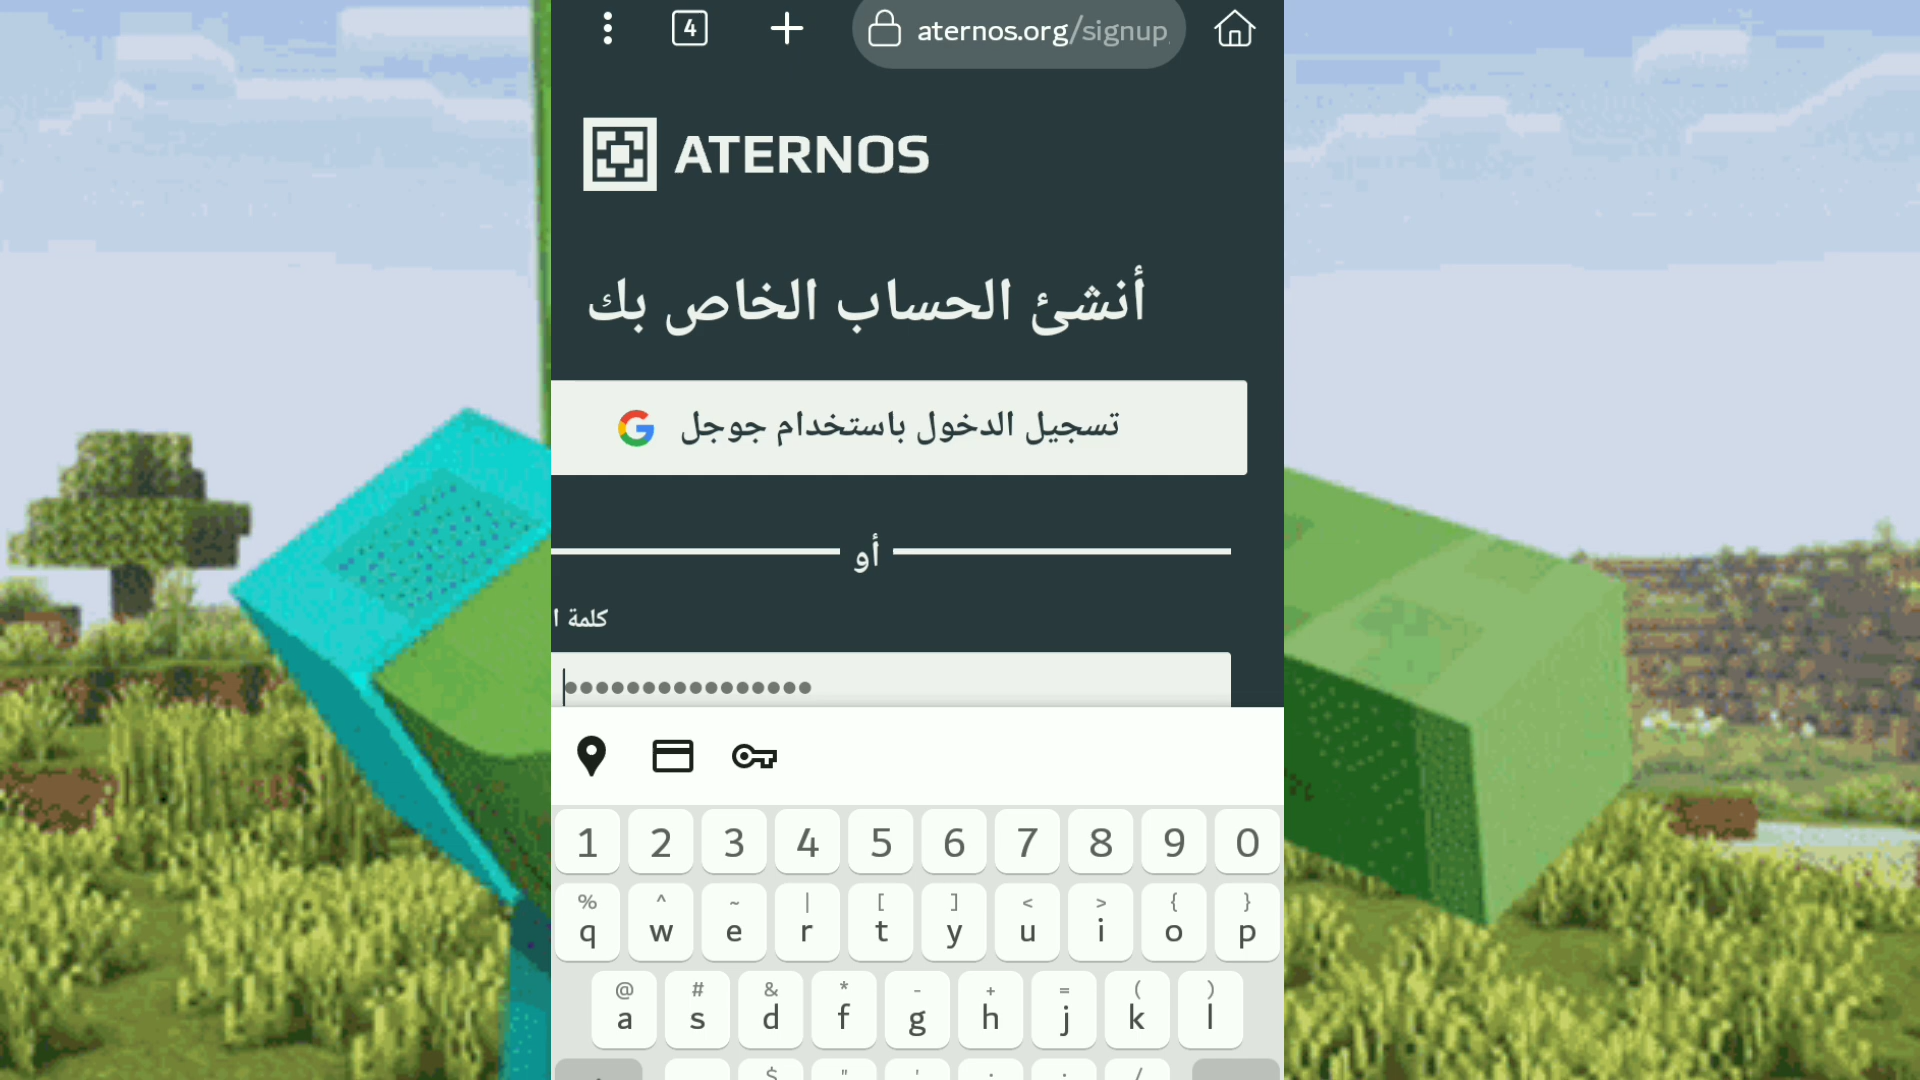 4
aternos.org/signup
ATERNOS
أنشئ الحساب الخاص بك
تسجيل الدخول باستخدام جوجل
أو
كلمة ا
1 2 3 4 5 6 7 8 9 0
% ^ ~ | [ ] < > { }
q w e r t y u i o p
@ # & * - + = ( )
a s d f g h j k l